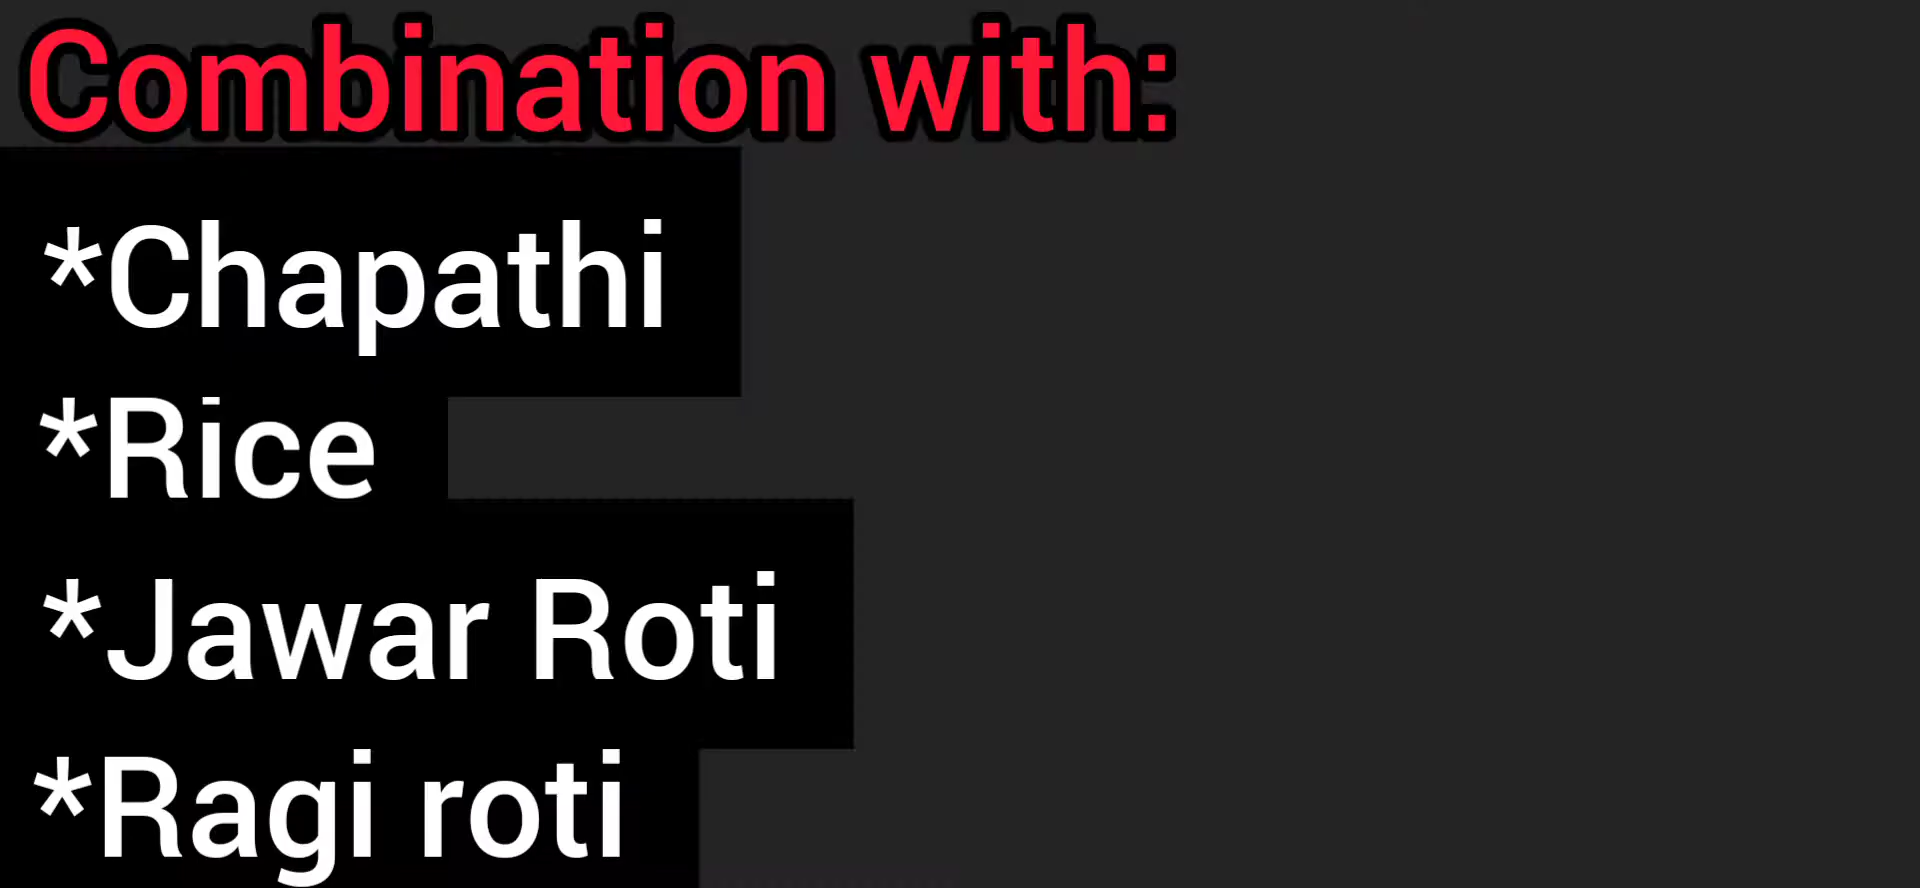 Combination with:
*Chapathi
*Rice
*Jawar Roti
*Ragi roti